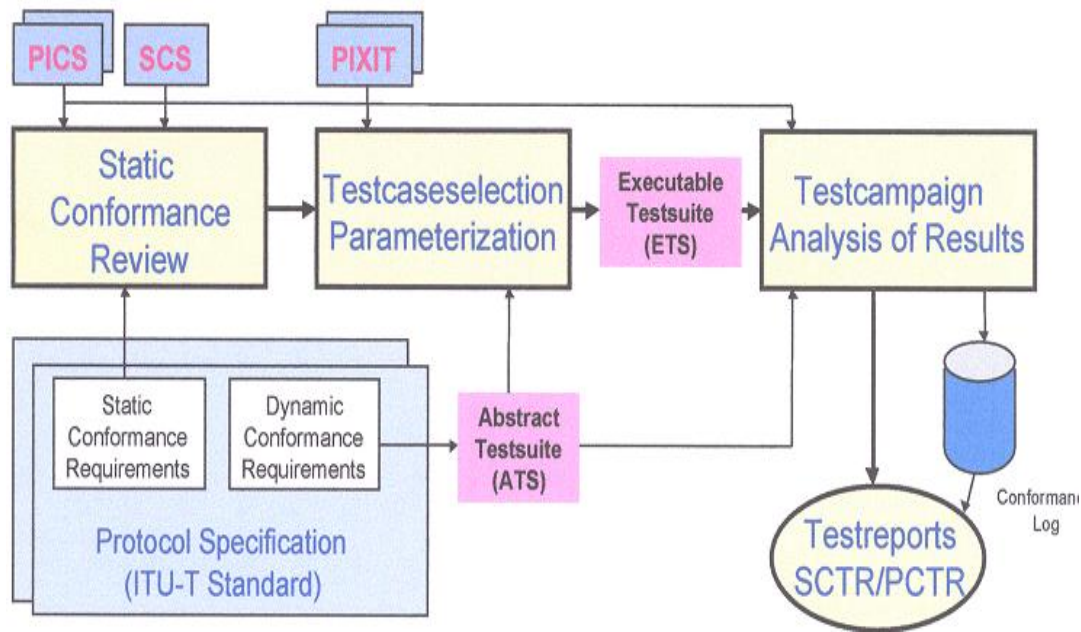 PICS
SCS
PIXIT
Static
Conformance
Review
Testcaseselection
Parameterization
Executable
Testsuite
(ETS)
Testcampaign
Analysis of Results
Static
Conformance
Requirements
Dynamic
Conformance
Requirements
Abstract
Testsuite
(ATS)
Protocol Specification
(ITU-T Standard)
Conformanc
Log
Testreports
SCTR/PCTR